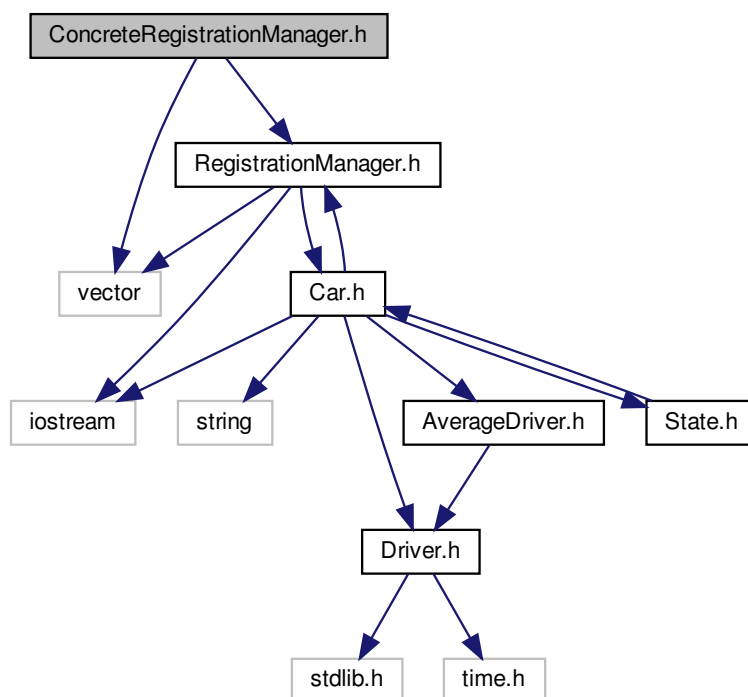 ConcreteRegistrationManager.h
RegistrationManager.h
vector
Car.h
iostream
string
AverageDriver.h
State.h
Driver.h
stdlib.h
time.h